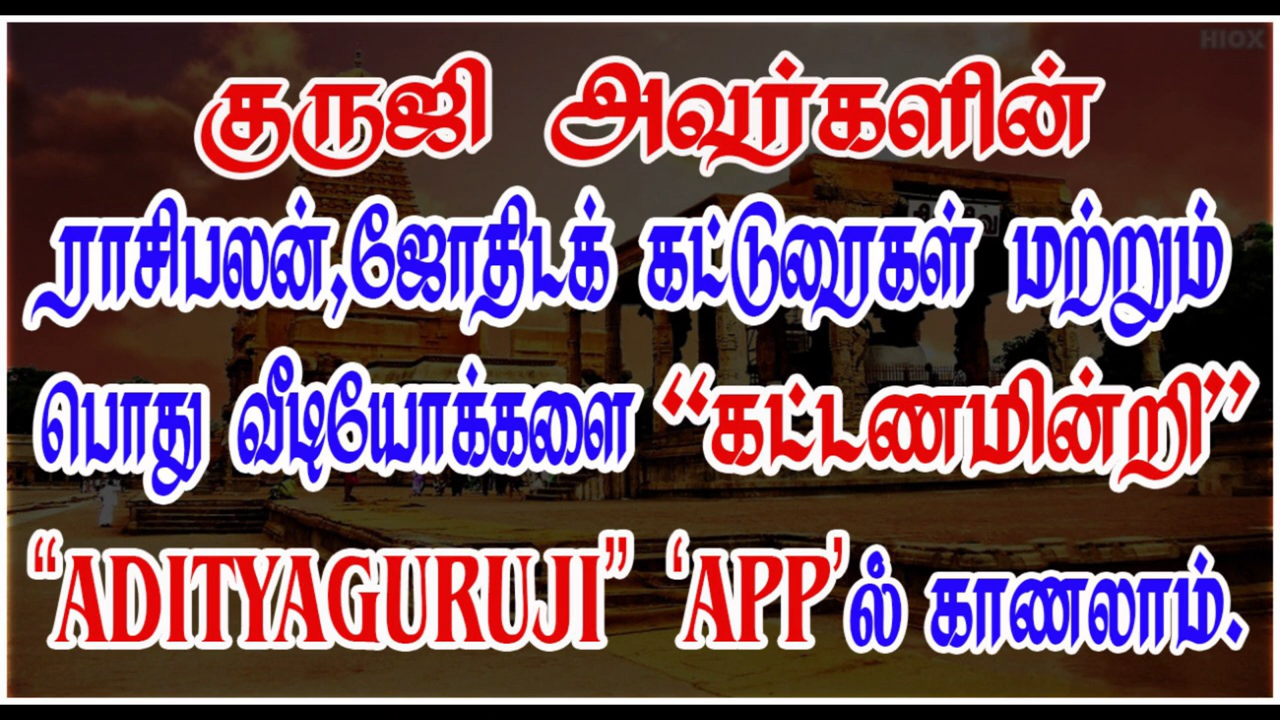 HIOX
குருஜி அவர்களின்
ராசிபலன்,ஜோதிடக் கட்டுரைகள் மற்றும்
பொது வீடியோக்களை “கட்டணமின்றி”
“ADITYAGURUJI” ‘APP’ல் காணலாம்.